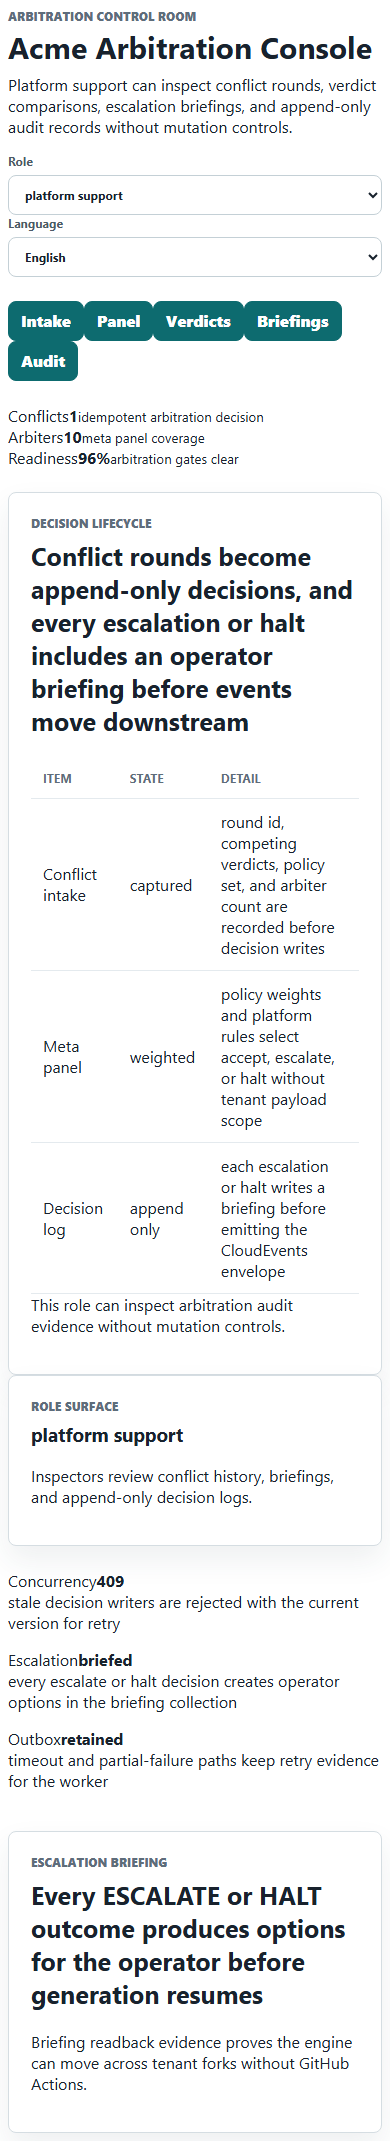 ARBITRATION CONTROL ROOM
Acme Arbitration Console
Platform support can inspect conflict rounds, verdict
comparisons, escalation briefings, and append-only
audit records without mutation controls.
Role
platform support
Language
English
Intake Panel Verdicts Briefings
Audit
Conflicts1idempotent arbitration decision
Arbiters10meta panel coverage
Readiness96%arbitration gates clear
DECISION LIFECYCLE
Conflict rounds become
append-only decisions, and
every escalation or halt
includes an operator
briefing before events
move downstream
ITEM STATE DETAIL
Conflict intake captured round id,
competing
verdicts, policy
set, and arbiter
count are
recorded before
decision writes
Meta panel weighted policy weights
and platform
rules select
accept, escalate,
or halt without
tenant payload
scope
Decision log append only each escalation
or halt writes a
briefing before
emitting the
CloudEvents
envelope
This role can inspect arbitration audit
evidence without mutation controls.
ROLE SURFACE
platform support
Inspectors review conflict history, briefings,
and append-only decision logs.
Concurrency409
stale decision writers are rejected with the current
version for retry
Escalationbriefed
every escalate or halt decision creates operator
options in the briefing collection
Outboxretained
timeout and partial-failure paths keep retry evidence
for the worker
ESCALATION BRIEFING
Every ESCALATE or HALT
outcome produces options
for the operator before
generation resumes
Briefing readback evidence proves the engine
can move across tenant forks without GitHub
Actions.